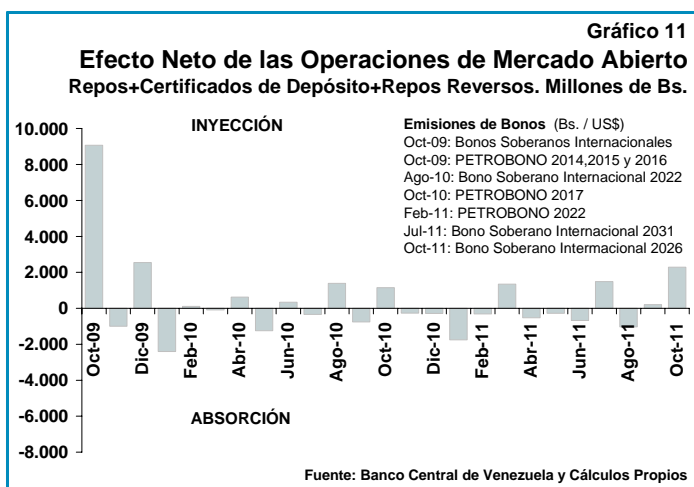 Gráfico 11
Efecto Neto de las Operaciones de Mercado Abierto
Repos+Certificados de Depósito+Repos Reversos. Millones de Bs.
INYECCIÓN
Emisiones de Bonos (Bs. / US$)
Oct-09: Bonos Soberanos Internacionales
Oct-09: PETROBONO 2014,2015 y 2016
Ago-10: Bono Soberano Internacional 2022
Oct-10: PETROBONO 2017
Feb-11: PETROBONO 2022
Jul-11: Bono Soberano Internacional 2031
Oct-11: Bono Soberano Internacional 2026
10.000
8.000
6.000
4.000
2.000
0
-2.000
-4.000
-6.000
-8.000
Oct-09
Dic-09
Feb-10
Abr-10
Jun-10
Ago-10
Oct-10
Dic-10
Feb-11
Abr-11
Jun-11
Ago-11
Oct-11
ABSORCIÓN
Fuente: Banco Central de Venezuela y Cálculos Propios